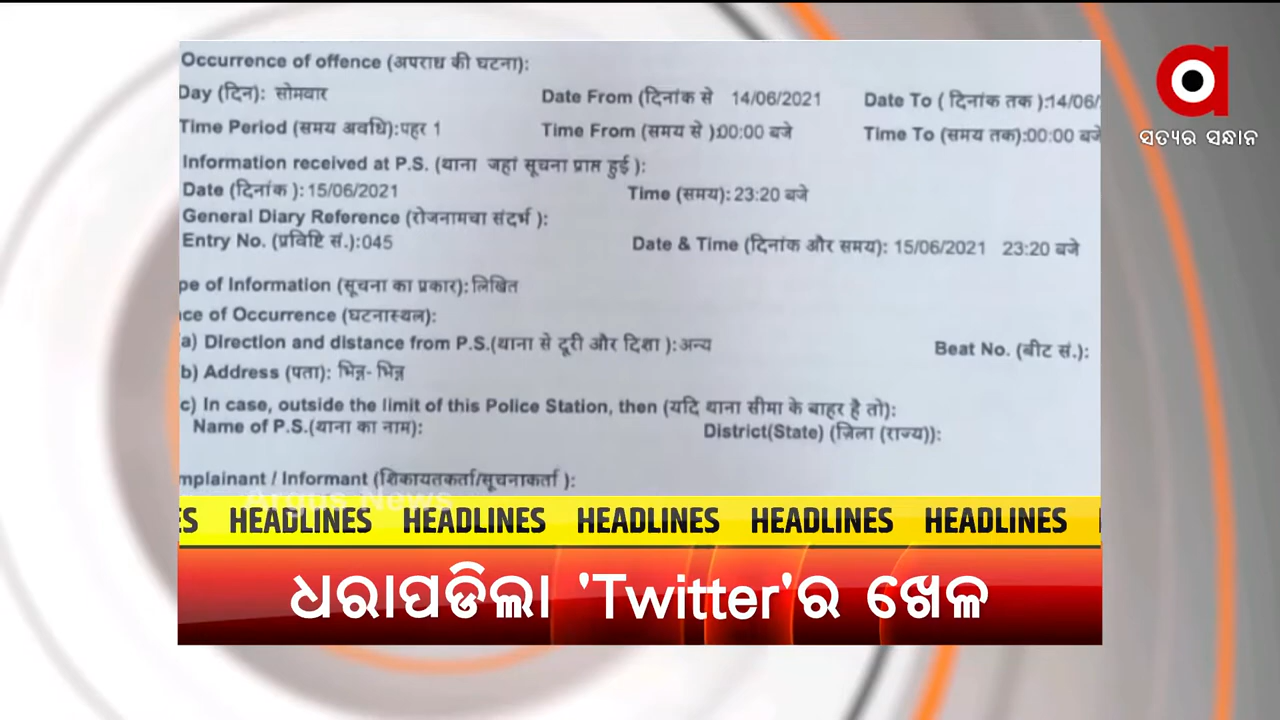 Occurrence of offence (अपराध की घटना):
Day (दिन): सोमवार Date From (दिनांक से 14/06/2021 Date To ( दिनांक तक ):14/06/
Time Period (समय अवधि):पहर 1 Time From (समय से ):00:00 बजे Time To (समय तक):00:00 बजे
Information received at P.S. (थाना जहां सूचना प्राप्त हुई ):
Date (दिनांक ): 15/06/2021 Time (समय): 23:20 बजे
General Diary Reference (रोजनामचा संदर्भ ):
Entry No. (प्रविष्टि सं.):045 Date & Time (दिनांक और समय): 15/06/2021 23:20 बजे
pe of Information (सूचना का प्रकार): लिखित
ce of Occurrence (घटनास्थल):
a) Direction and distance from P.S.(थाना से दूरी और दिशा ):अन्य Beat No. (बीट सं.):
b) Address (पता): भिन्न- भिन्न
c) In case, outside the limit of this Police Station, then (यदि थाना सीमा के बाहर है तो):
Name of P.S.(थाना का नाम): District(State) (ज़िला (राज्य)):
mplainant / Informant (शिकायतकर्ता/सूचनाकर्ता ):
Argus News
ES HEADLINES HEADLINES HEADLINES HEADLINES HEADLINES
ଧରାପଡିଲା 'Twitter'ର ଖେଳ
ସତ୍ୟର ସନ୍ଧାନ